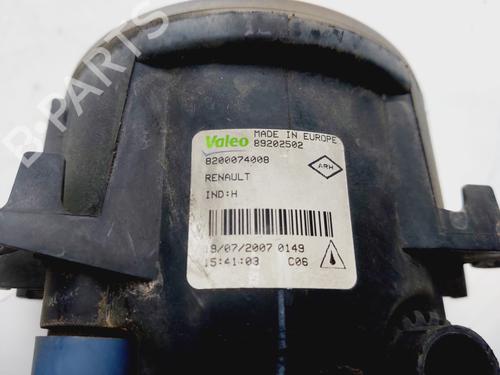 B-PARTS
Valeo MADE IN EUROPE
89202502
8200074008
RENAULT
ARH
IND:H
19/07/2007 0149
15:41:03 C06